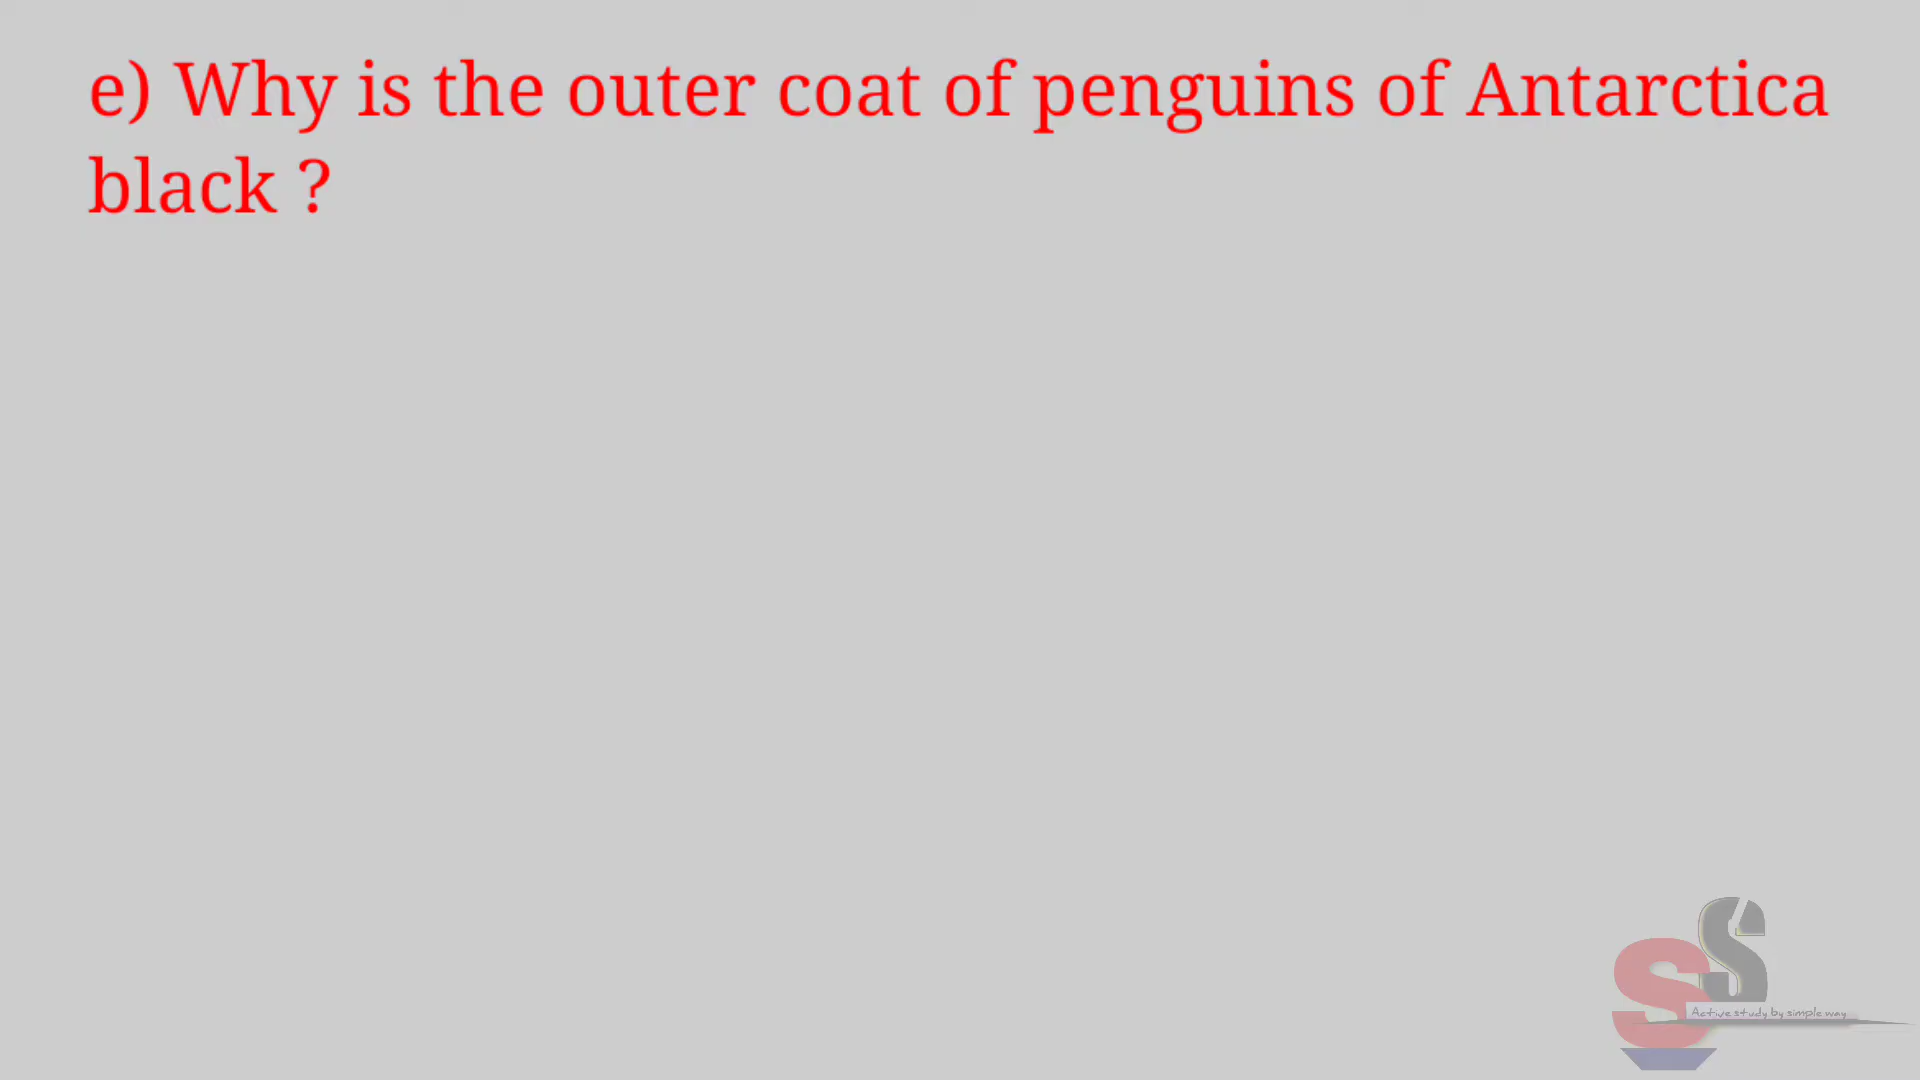 e) Why is the outer coat of penguins of Antarctica
black ?
Active study by simple way